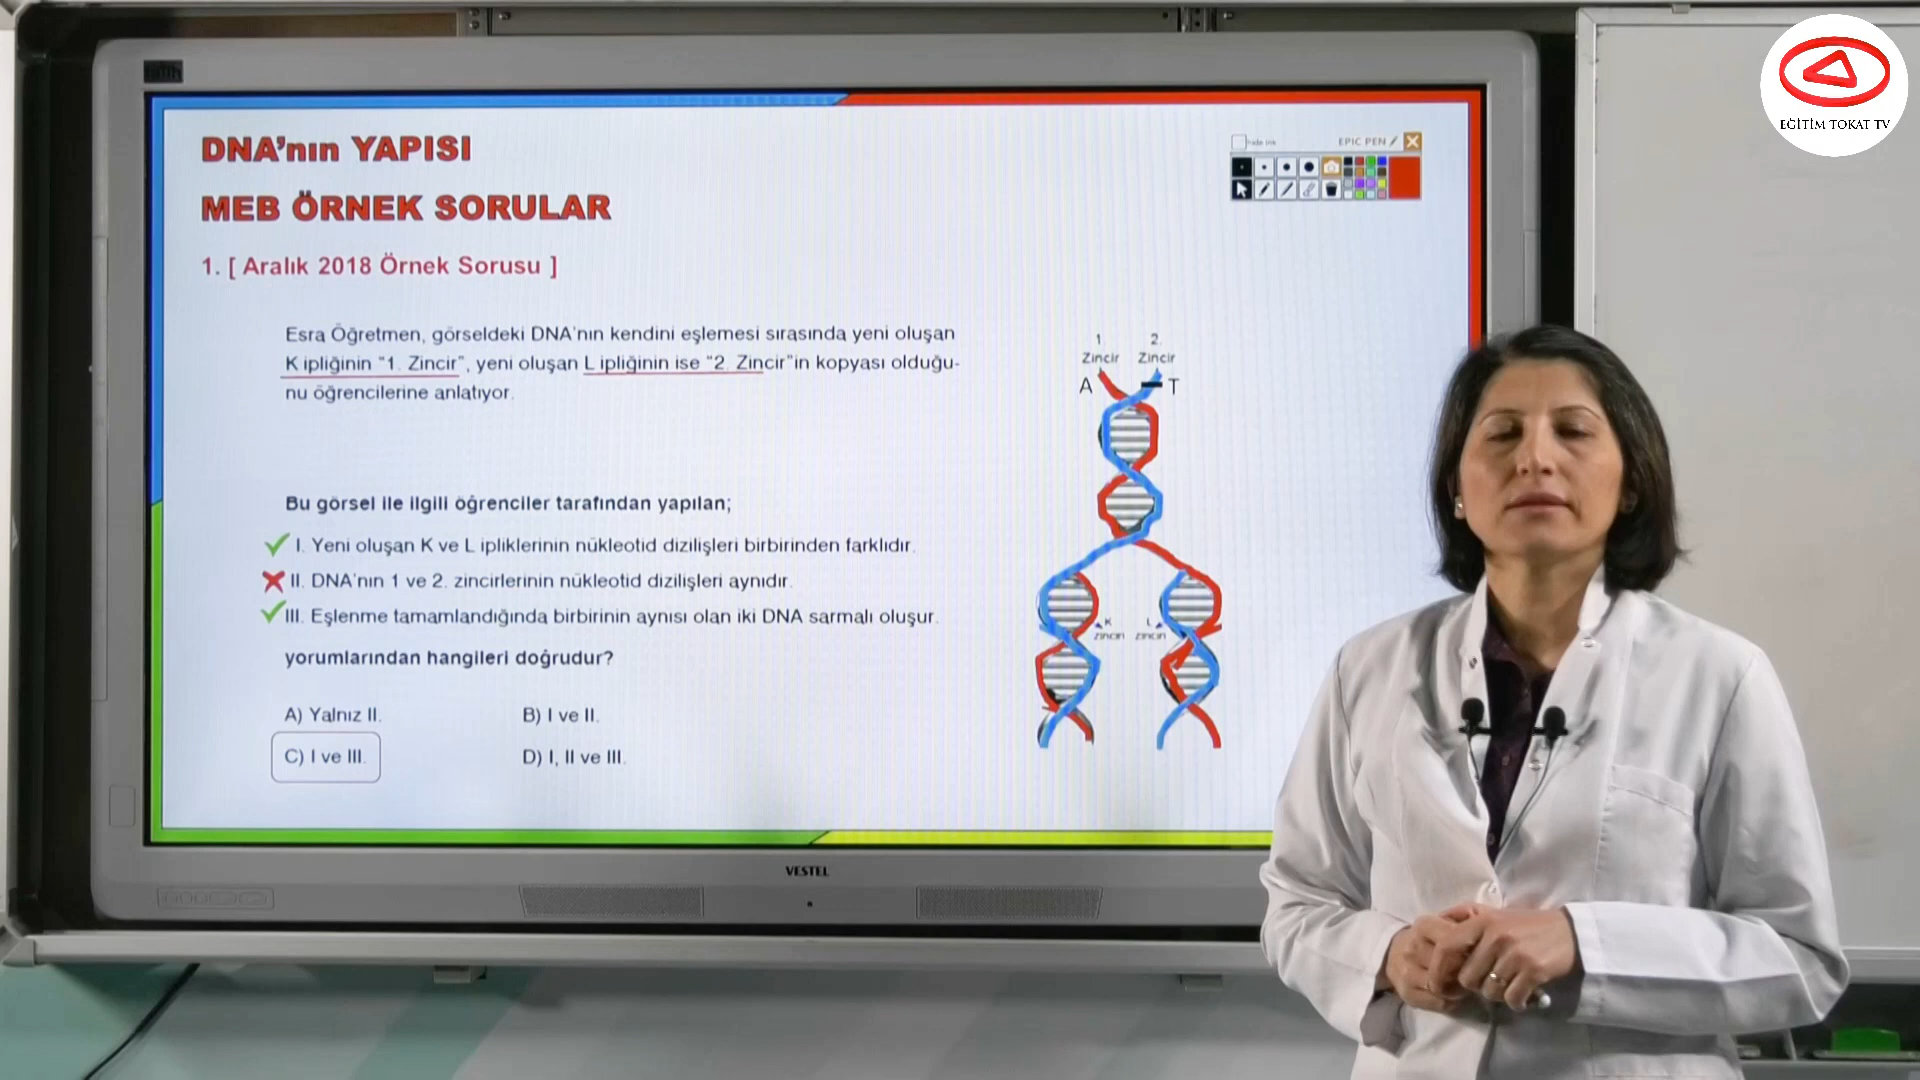 EĞİTİM TOKAT TV
DNA'nın YAPISI
MEB ÖRNEK SORULAR
hide ink
EPIC PEN
1. [ Aralık 2018 Örnek Sorusu ]
Esra Öğretmen, görseldeki DNA'nın kendini eşlemesi sırasında yeni oluşan
K ipliğinin "1. Zincir", yeni oluşan L ipliğinin ise "2. Zincir"in kopyası olduğu-
nu öğrencilerine anlatıyor.
1. 2.
Zincir Zincir
A T
K L
zinciri zinciri
Bu görsel ile ilgili öğrenciler tarafından yapılan;
I. Yeni oluşan K ve L ipliklerinin nükleotid dizilişleri birbirinden farklıdır.
II. DNA'nın 1 ve 2. zincirlerinin nükleotid dizilişleri aynıdır.
III. Eşlenme tamamlandığında birbirinin aynısı olan iki DNA sarmalı oluşur.
yorumlarından hangileri doğrudur?
A) Yalnız II. B) I ve II.
C) I ve III. D) I, II ve III.
VESTEL